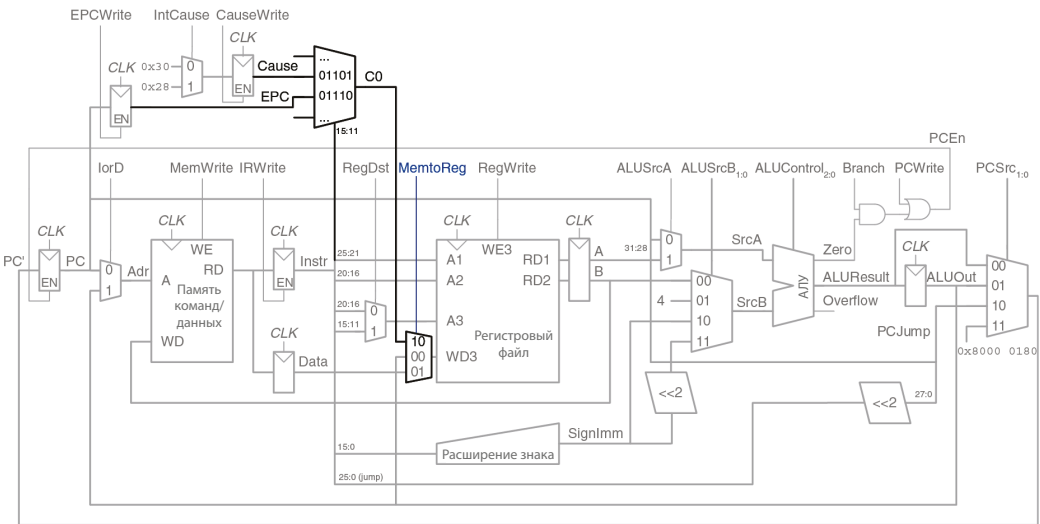 EPCWrite IntCause CauseWrite
CLK
CLK 0x30 0 Cause ... 
0x28 1 EN 01101 C0
EPC 01110
EN ...
15:11
PCEn
IorD MemWrite IRWrite RegDst MemtoReg RegWrite ALUSrcA ALUSrcB1:0 ALUControl2:0 Branch PCWrite PCSrc1:0
CLK CLK CLK CLK CLK
CLK
PC' PC EN
0 1 Adr
WE RD A WD
Память
команд/
данных
EN Instr
CLK
Data
25:21
20:16
20:16 0
15:11 1
10
00
01
WE3
A1 RD1
A2 RD2
A3
WD3
Регистровый
файл
A
B
31:28 0
1
SrcA
4
00
01
10
11
SrcB
АЛУ
Zero
ALUResult
Overflow
ALUOut
PCJump
00
01
10
11
0x8000 0180
<<2
<<2 27:0
SignImm
15:0 Расширение знака
25:0 (jump)